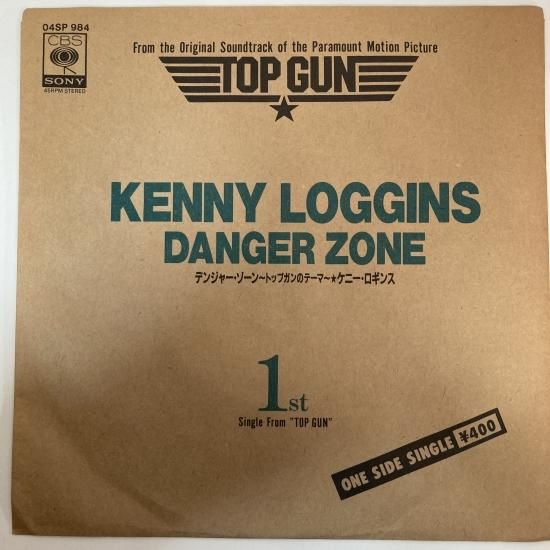 04SP 984
CBS
SONY
45RPM STEREO
From the Original Soundtrack of the Paramount Motion Picture
TOP GUN
KENNY LOGGINS
DANGER ZONE
デンジャー・ゾーン〜トップガンのテーマ〜★ケニー・ロギンス
1st
Single From "TOP GUN"
ONE SIDE SINGLE ¥400